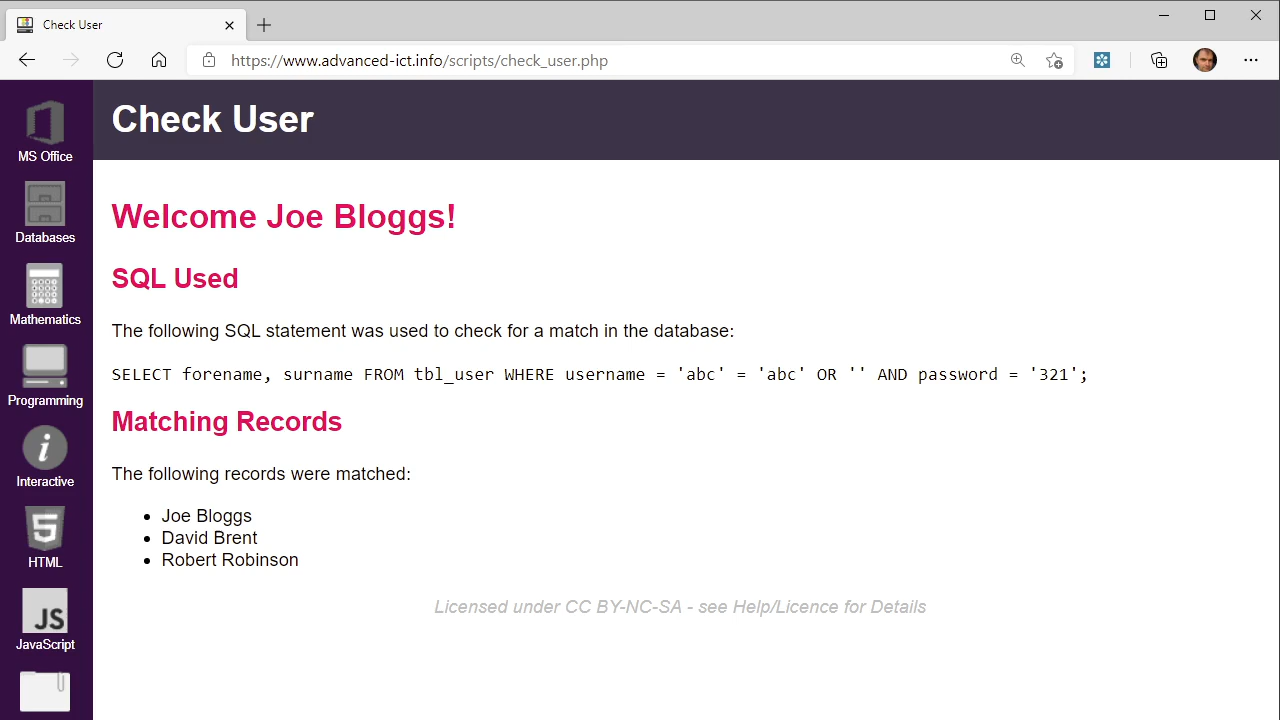 Check User
https://www.advanced-ict.info/scripts/check_user.php
MS Office
Databases
Mathematics
Programming
Interactive
HTML
JS
JavaScript
Check User
Welcome Joe Bloggs!
SQL Used
The following SQL statement was used to check for a match in the database:
SELECT forename, surname FROM tbl_user WHERE username = 'abc' = 'abc' OR '' AND password = '321';
Matching Records
The following records were matched:
• Joe Bloggs
• David Brent
• Robert Robinson
Licensed under CC BY-NC-SA - see Help/Licence for Details